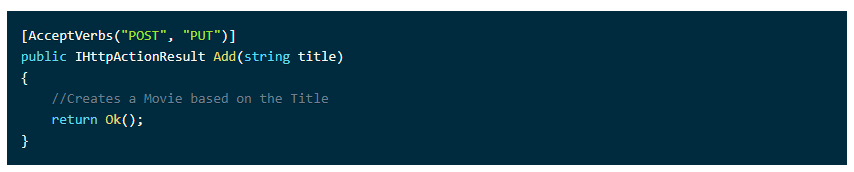 [AcceptVerbs("POST", "PUT")]
public IHttpActionResult Add(string title)
{
    //Creates a Movie based on the Title
    return Ok();
}